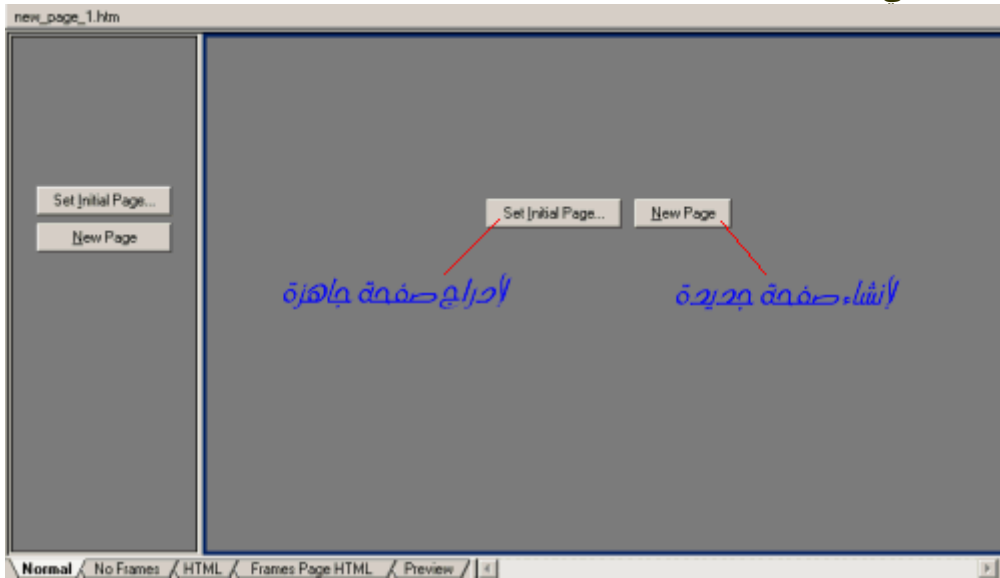 new_page_1.htm
Set Initial Page...
New Page
Set Initial Page...
New Page
لأدراج صفحة جاهزة
لأنشاء صفحة جديدة
Normal
No Frames
HTML
Frames Page HTML
Preview